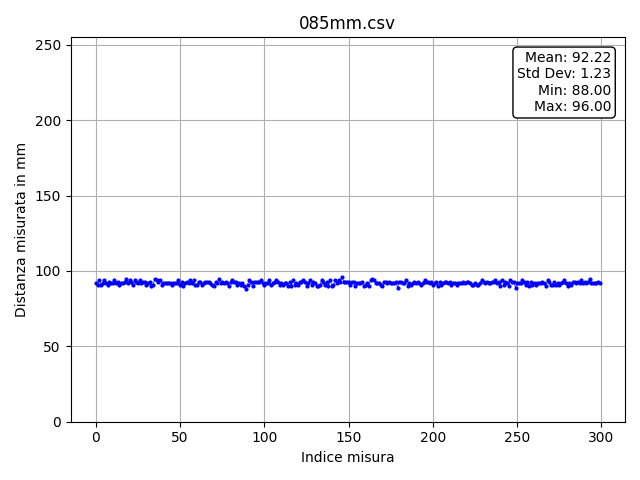 085mm.csv
Mean: 92.22
Std Dev: 1.23
Min: 88.00
Max: 96.00
Distanza misurata in mm
250
200
150
100
50
0
0 50 100 150 200 250 300
Indice misura